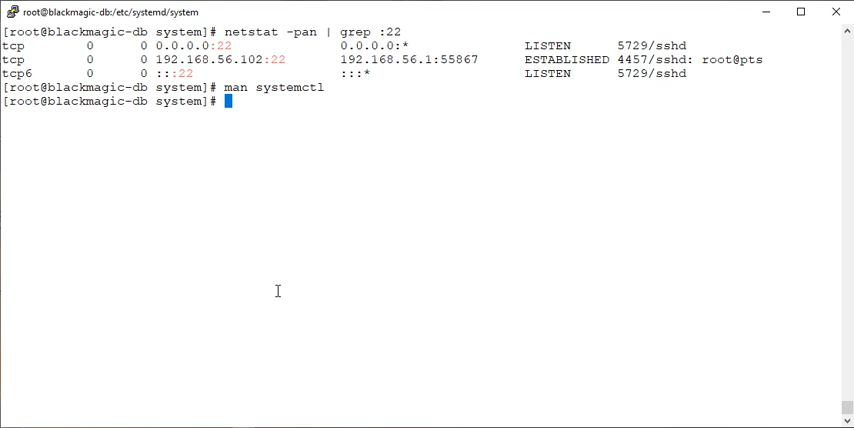 root@blackmagic-db:/etc/systemd/system
[root@blackmagic-db system]# netstat -pan | grep :22
tcp 0 0 0.0.0.0:22 0.0.0.0:* LISTEN 5729/sshd
tcp 0 0 192.168.56.102:22 192.168.56.1:55867 ESTABLISHED 4457/sshd: root@pts
tcp6 0 0 :::22 :::* LISTEN 5729/sshd
[root@blackmagic-db system]# man systemctl
[root@blackmagic-db system]#